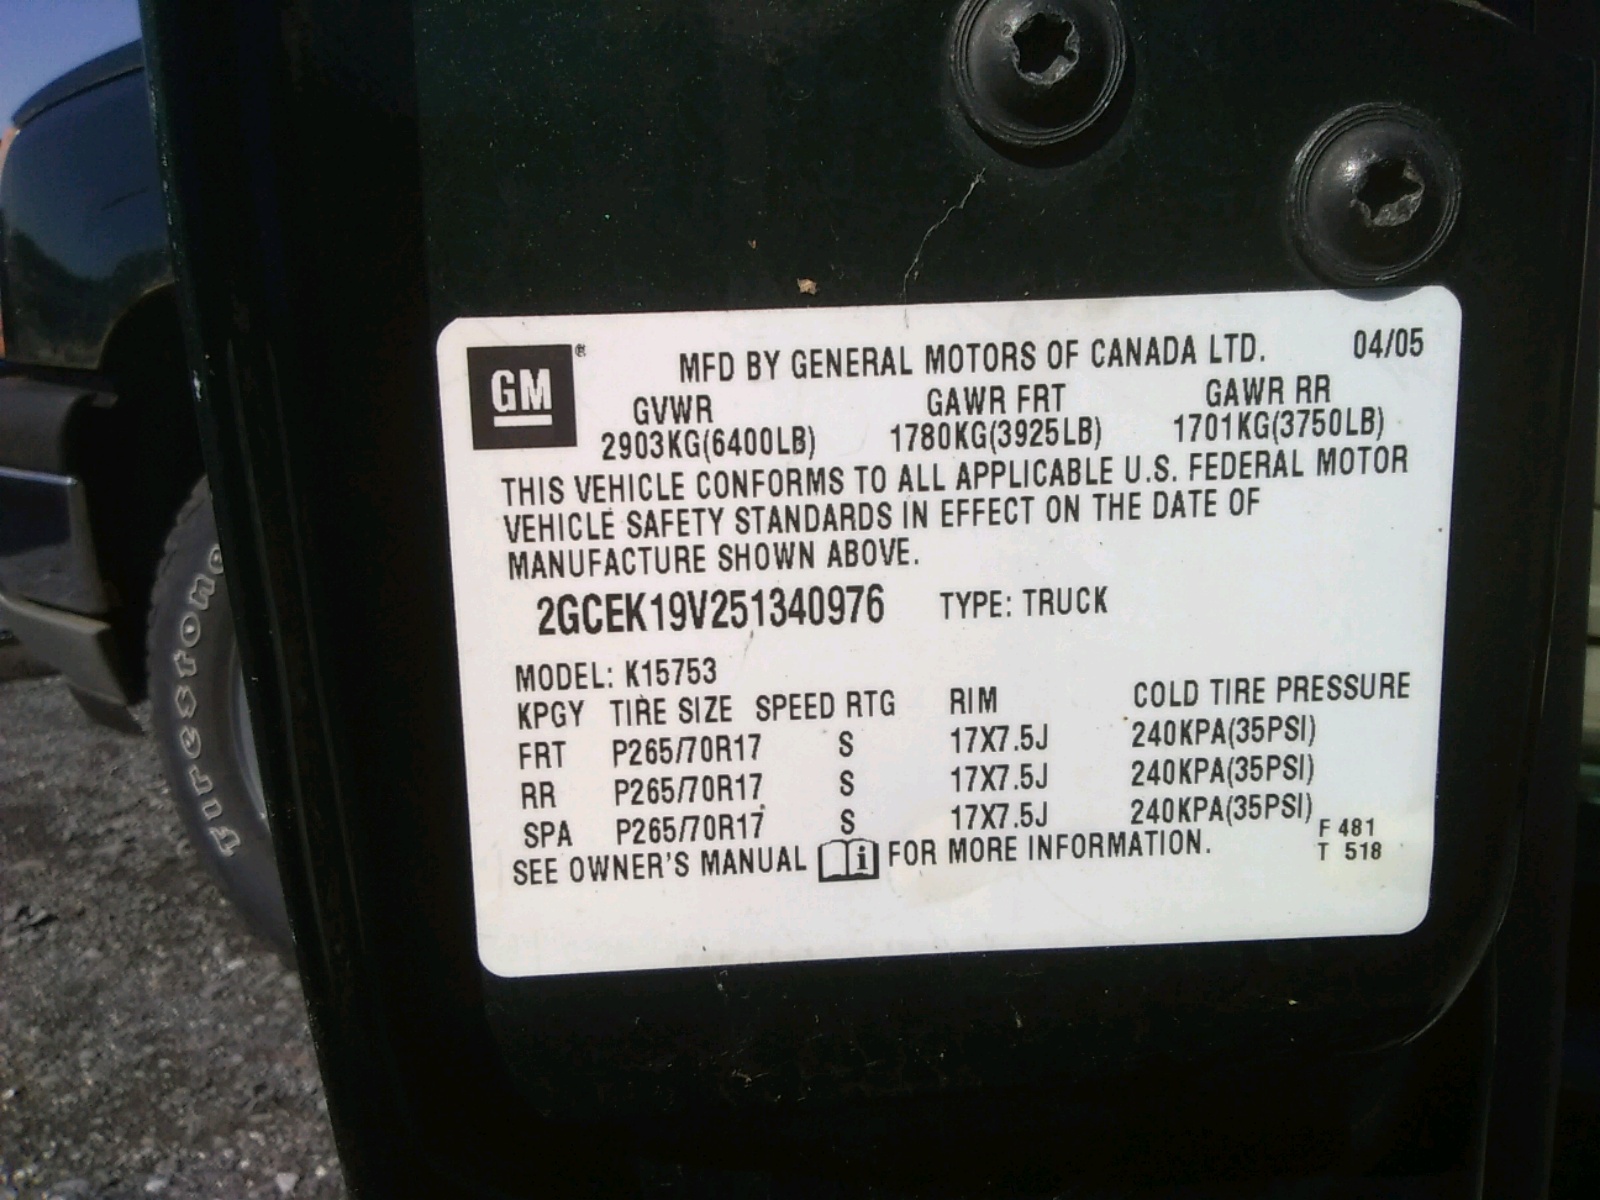 GM®
MFD BY GENERAL MOTORS OF CANADA LTD. 04/05
GVWR GAWR FRT GAWR RR
2903KG(6400LB) 1780KG(3925LB) 1701KG(3750LB)
THIS VEHICLE CONFORMS TO ALL APPLICABLE U.S. FEDERAL MOTOR
VEHICLE SAFETY STANDARDS IN EFFECT ON THE DATE OF
MANUFACTURE SHOWN ABOVE.
2GCEK19V251340976 TYPE: TRUCK
MODEL: K15753
KPGY TIRE SIZE SPEED RTG RIM COLD TIRE PRESSURE
FRT P265/70R17 S 17X7.5J 240KPA(35PSI)
RR P265/70R17 S 17X7.5J 240KPA(35PSI)
SPA P265/70R17 S 17X7.5J 240KPA(35PSI)
SEE OWNER'S MANUAL i FOR MORE INFORMATION.
F 481
T 518
Firestone